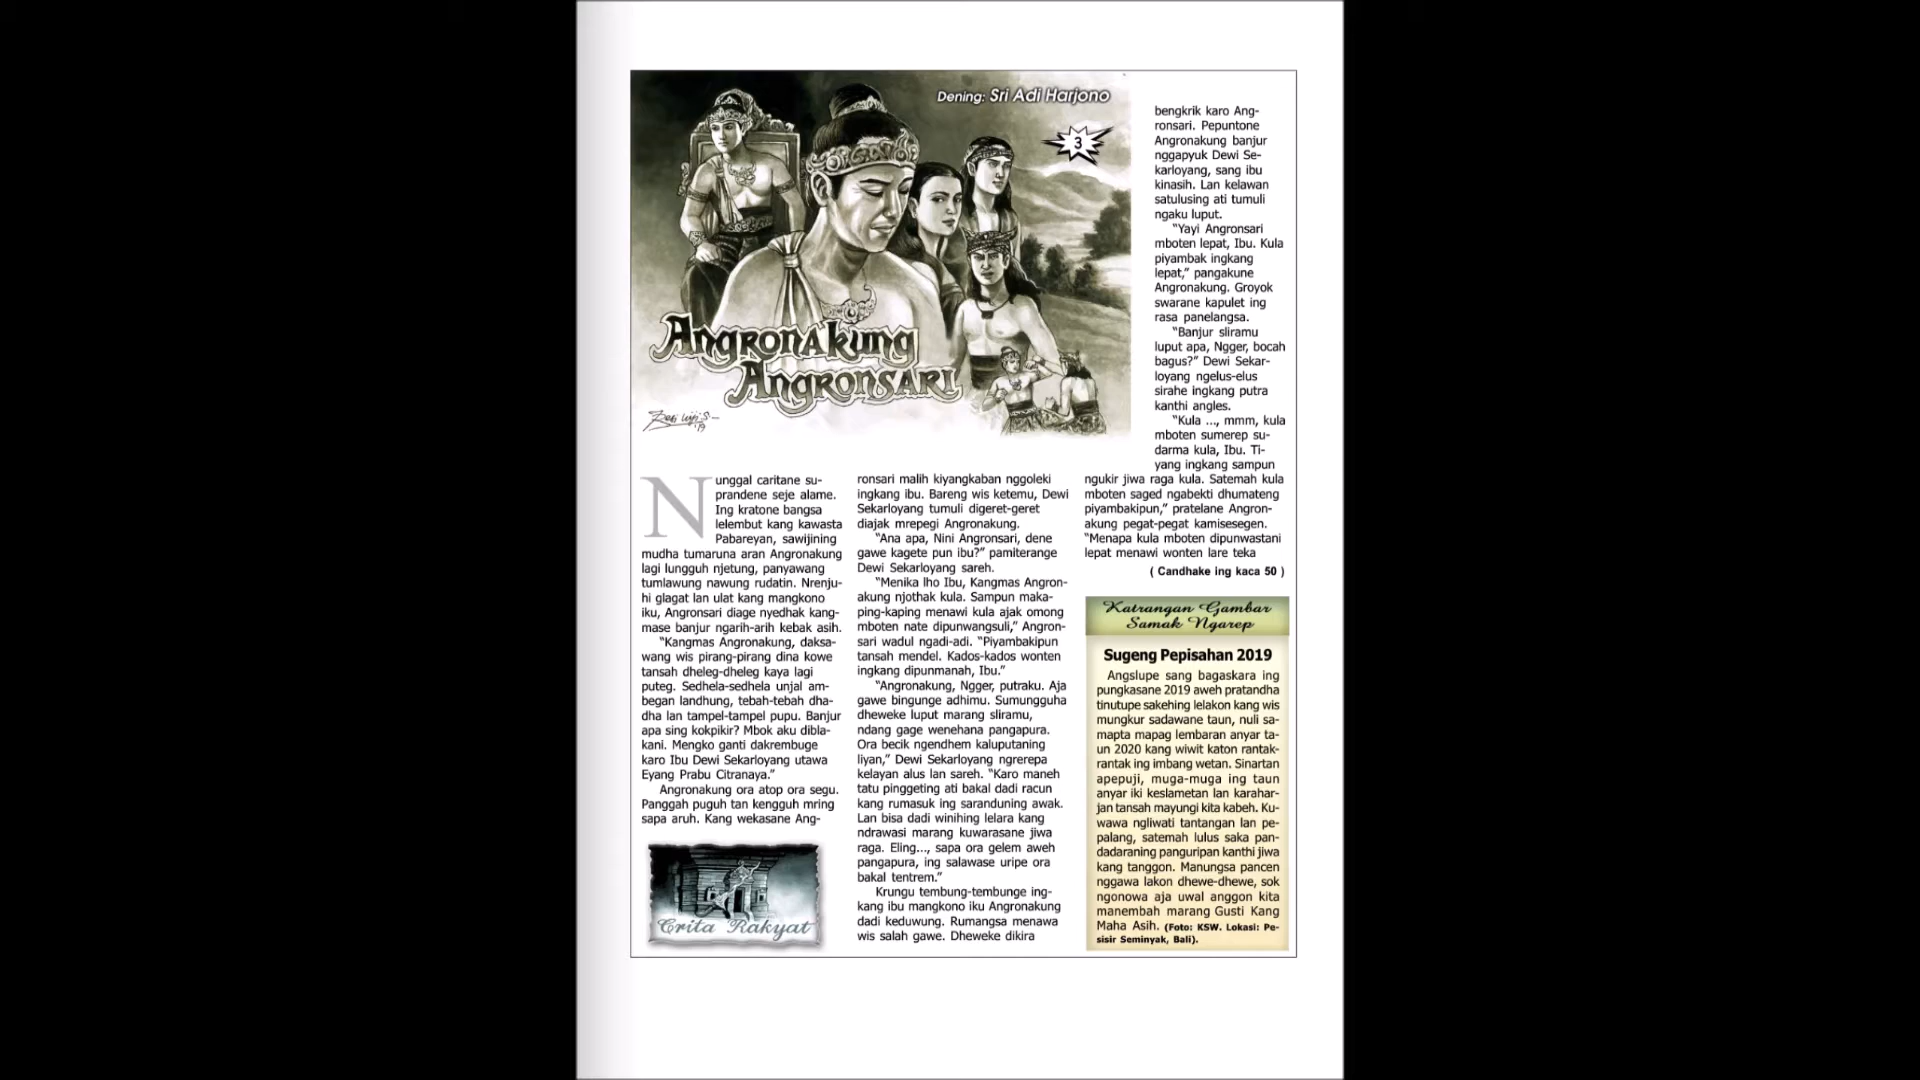 Dening: Sri Adi Harjono
3
Angronakung
Angronsari
'19
Nunggal caritane su-
prandene seje alame.
Ing kratone bangsa
lelembut kang kawasta
Pabareyan, sawijining
mudha tumaruna aran Angronakung
lagi lungguh njetung, panyawang
tumlawung nawung rudatin. Nrenju-
hi glagat lan ulat kang mangkono
iku, Angronsari diage nyedhak kang-
mase banjur ngarih-arih kebak asih.
"Kangmas Angronakung, daksa-
wang wis pirang-pirang dina kowe
tansah dheleg-dheleg kaya lagi
puteg. Sedhela-sedhela unjal am-
began landhung, tebah-tebah dha-
dha lan tampel-tampel pupu. Banjur
apa sing kokpikir? Mbok aku dibla-
kani. Mengko ganti dakrembuge
karo Ibu Dewi Sekarloyang utawa
Eyang Prabu Citranaya."
Angronakung ora atop ora segu.
Panggah puguh tan kengguh mring
sapa aruh. Kang wekasane Ang-
Crita Rakyat
ronsari malih kiyangkaban nggoleki
ingkang ibu. Bareng wis ketemu, Dewi
Sekarloyang tumuli digeret-geret
diajak mrepegi Angronakung.
"Ana apa, Nini Angronsari, dene
gawe kagete pun ibu?" pamiterange
Dewi Sekarloyang sareh.
"Menika lho Ibu, Kangmas Angron-
akung njothak kula. Sampun maka-
ping-kaping menawi kula ajak omong
mboten nate dipunwangsuli," Angron-
sari wadul ngadi-adi. "Piyambakipun
tansah mendel. Kados-kados wonten
ingkang dipunmanah, Ibu."
"Angronakung, Ngger, putraku. Aja
gawe bingunge adhimu. Sumungguha
dheweke luput marang sliramu,
ndang gage wenehana pangapura.
Ora becik ngendhem kaluputaning
liyan," Dewi Sekarloyang ngrerepa
kelayan alus lan sareh. "Karo maneh
tatu pinggeting ati bakal dadi racun
kang rumasuk ing saranduning awak.
Lan bisa dadi winihing lelara kang
ndrawasi marang kuwarasane jiwa
raga. Eling..., sapa ora gelem aweh
pangapura, ing salawase uripe ora
bakal tentrem."
Krungu tembung-tembunge ing-
kang ibu mangkono iku Angronakung
dadi keduwung. Rumangsa menawa
wis salah gawe. Dheweke dikira
bengkrik karo Ang-
ronsari. Pepuntone
Angronakung banjur
nggapyuk Dewi Se-
karloyang, sang ibu
kinasih. Lan kelawan
satulusing ati tumuli
ngaku luput.
"Yayi Angronsari
mboten lepat, Ibu. Kula
piyambak ingkang
lepat," pangakune
Angronakung. Groyok
swarane kapulet ing
rasa panelangsa.
"Banjur sliramu
luput apa, Ngger, bocah
bagus?" Dewi Sekar-
loyang ngelus-elus
sirahe ingkang putra
kanthi angles.
"Kula ..., mmm, kula
mboten sumerep su-
darma kula, Ibu. Ti-
yang ingkang sampun
ngukir jiwa raga kula. Satemah kula
mboten saged ngabekti dhumateng
piyambakipun," pratelane Angron-
akung pegat-pegat kamisesegen.
"Menapa kula mboten dipunwastani
lepat menawi wonten lare teka
( Candhake ing kaca 50 )
Katrangan Gambar
Samak Ngarep
Sugeng Pepisahan 2019
Angslupe sang bagaskara ing
pungkasane 2019 aweh pratandha
tinutupe sakehing lelakon kang wis
mungkur sadawane taun, nuli sa-
mapta mapag lembaran anyar ta-
un 2020 kang wiwit katon rantak-
rantak ing imbang wetan. Sinartan
apepuji, muga-muga ing taun
anyar iki keslametan lan karahar-
jan tansah mayungi kita kabeh. Ku-
wawa ngliwati tantangan lan pe-
palang, satemah lulus saka pan-
dadaraning panguripan kanthi jiwa
kang tanggon. Manungsa pancen
nggawa lakon dhewe-dhewe, sok
ngonowa aja uwal anggon kita
manembah marang Gusti Kang
Maha Asih. (Foto: KSW. Lokasi: Pe-
sisir Seminyak, Bali).